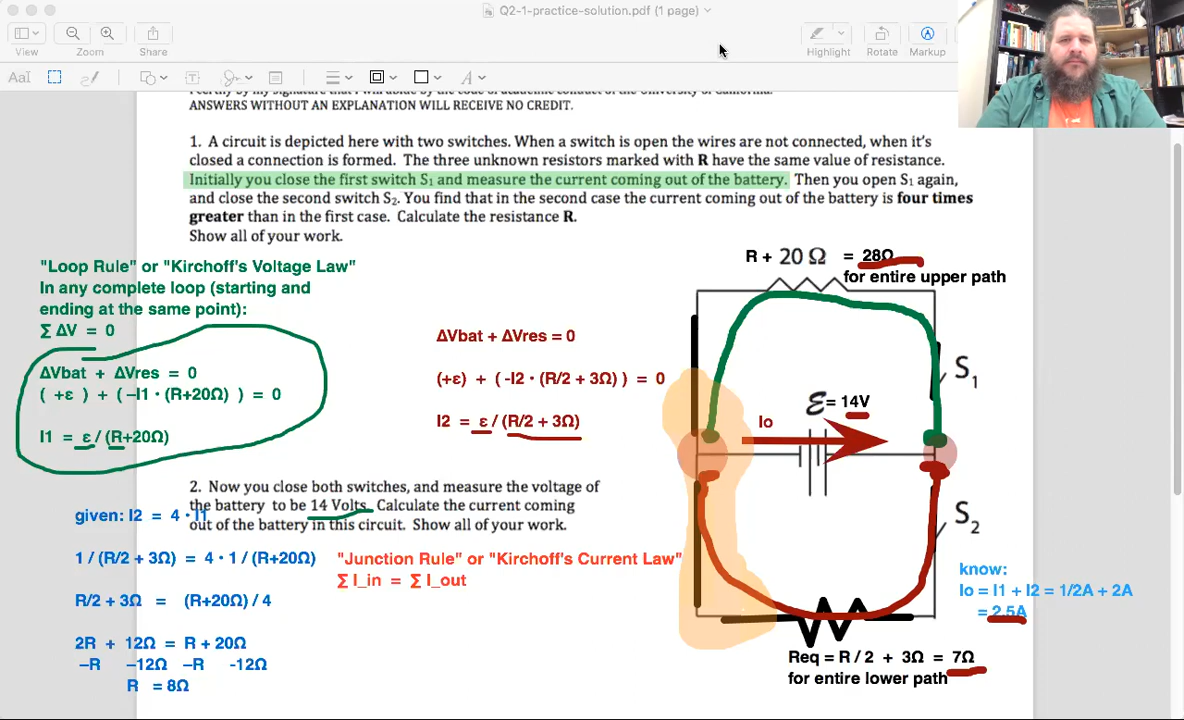 Q2-1-practice-solution.pdf (1 page)
View
Zoom
Share
Highlight
Rotate
Markup
AaI
ANSWERS WITHOUT AN EXPLANATION WILL RECEIVE NO CREDIT.
1. A circuit is depicted here with two switches. When a switch is open the wires are not connected, when it's
closed a connection is formed. The three unknown resistors marked with R have the same value of resistance.
Initially you close the first switch S₁ and measure the current coming out of the battery. Then you open S₁ again,
and close the second switch S₂. You find that in the second case the current coming out of the battery is four times
greater than in the first case. Calculate the resistance R.
Show all of your work.
"Loop Rule" or "Kirchoff's Voltage Law"
In any complete loop (starting and
ending at the same point):
∑ ΔV = 0
ΔVbat + ΔVres = 0
( +ε ) + ( –I1 · (R+20Ω) ) = 0
I1 = ε / (R+20Ω)
ΔVbat + ΔVres = 0
(+ε) + ( -I2 · (R/2 + 3Ω) ) = 0
I2 = ε / (R/2 + 3Ω)
R + 20 Ω = 28Ω
for entire upper path
S₁
ℰ = 14V
Io
S₂
2. Now you close both switches, and measure the voltage of
the battery to be 14 Volts. Calculate the current coming
out of the battery in this circuit. Show all of your work.
given: I2 = 4 · I1
1 / (R/2 + 3Ω) = 4 · 1 / (R+20Ω)
R/2 + 3Ω = (R+20Ω) / 4
2R + 12Ω = R + 20Ω
–R –12Ω –R -12Ω
R = 8Ω
"Junction Rule" or "Kirchoff's Current Law"
∑ I_in = ∑ I_out
know:
Io = I1 + I2 = 1/2A + 2A
= 2.5A
Req = R / 2 + 3Ω = 7Ω
for entire lower path